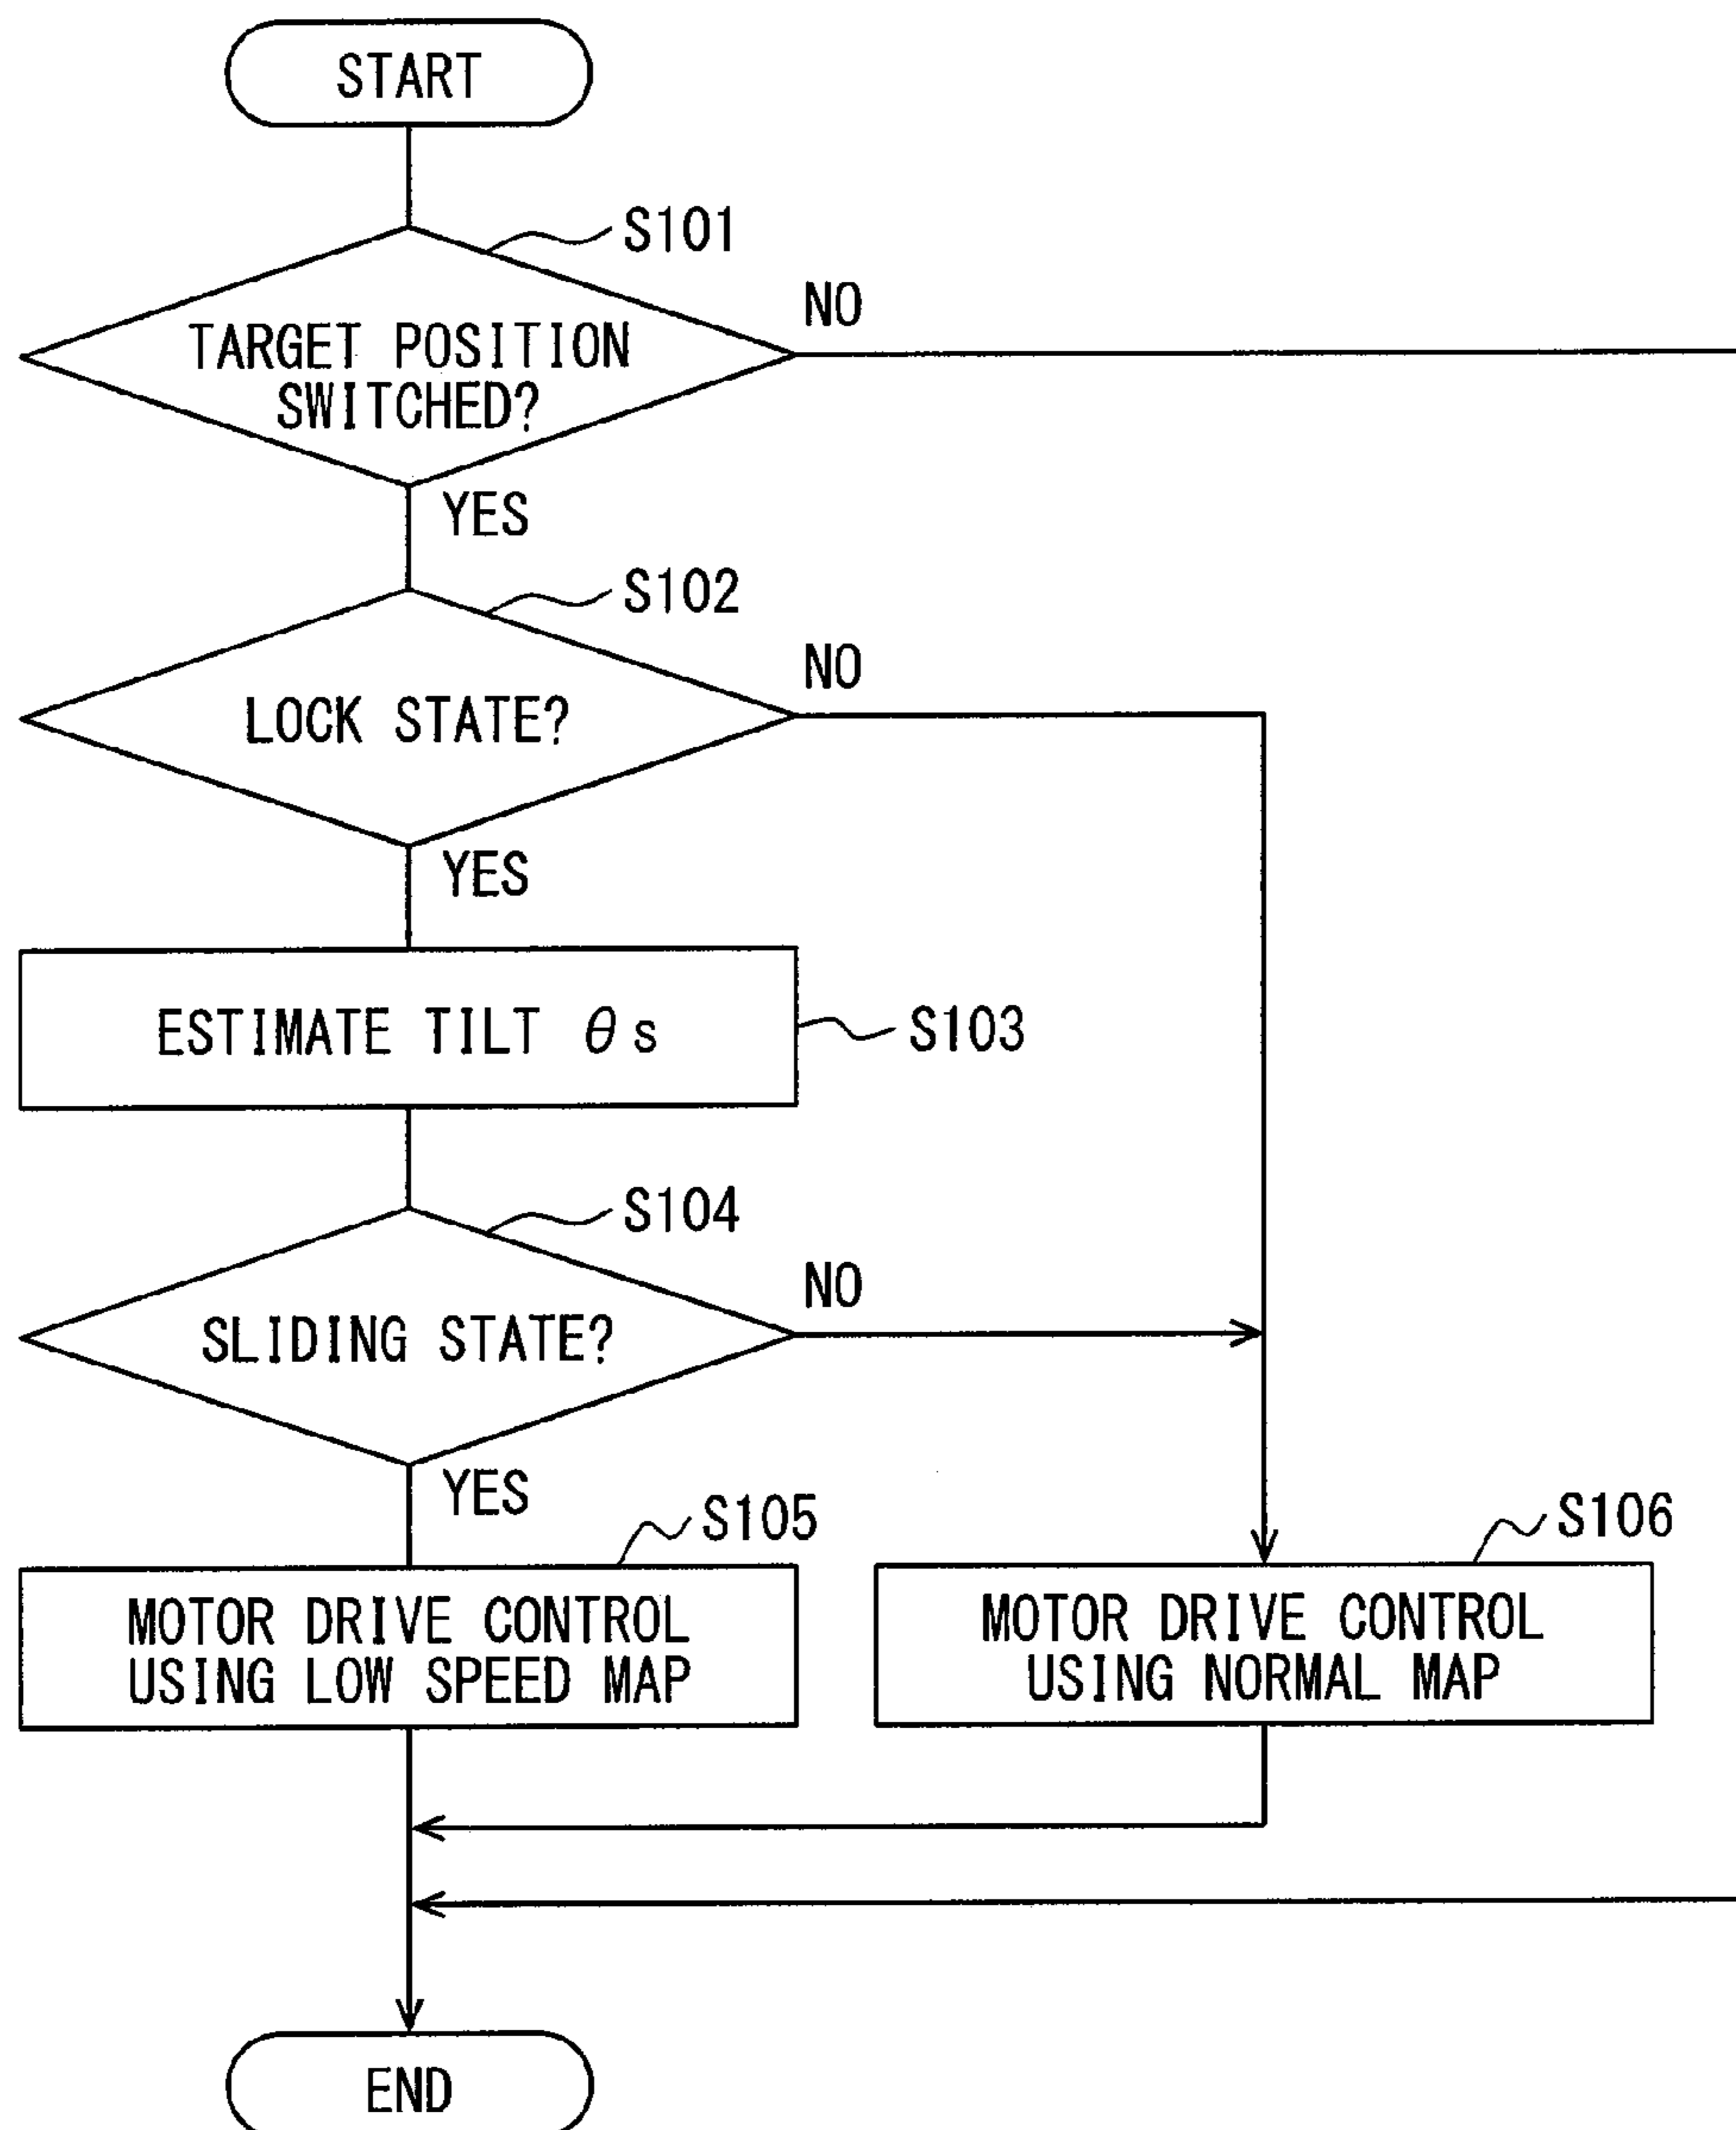 START
S101
NO
TARGET POSITION
SWITCHED?
YES
S102
NO
LOCK STATE?
YES
ESTIMATE TILT θs
S103
S104
NO
SLIDING STATE?
YES
S105
S106
MOTOR DRIVE CONTROL
USING LOW SPEED MAP
MOTOR DRIVE CONTROL
USING NORMAL MAP
END